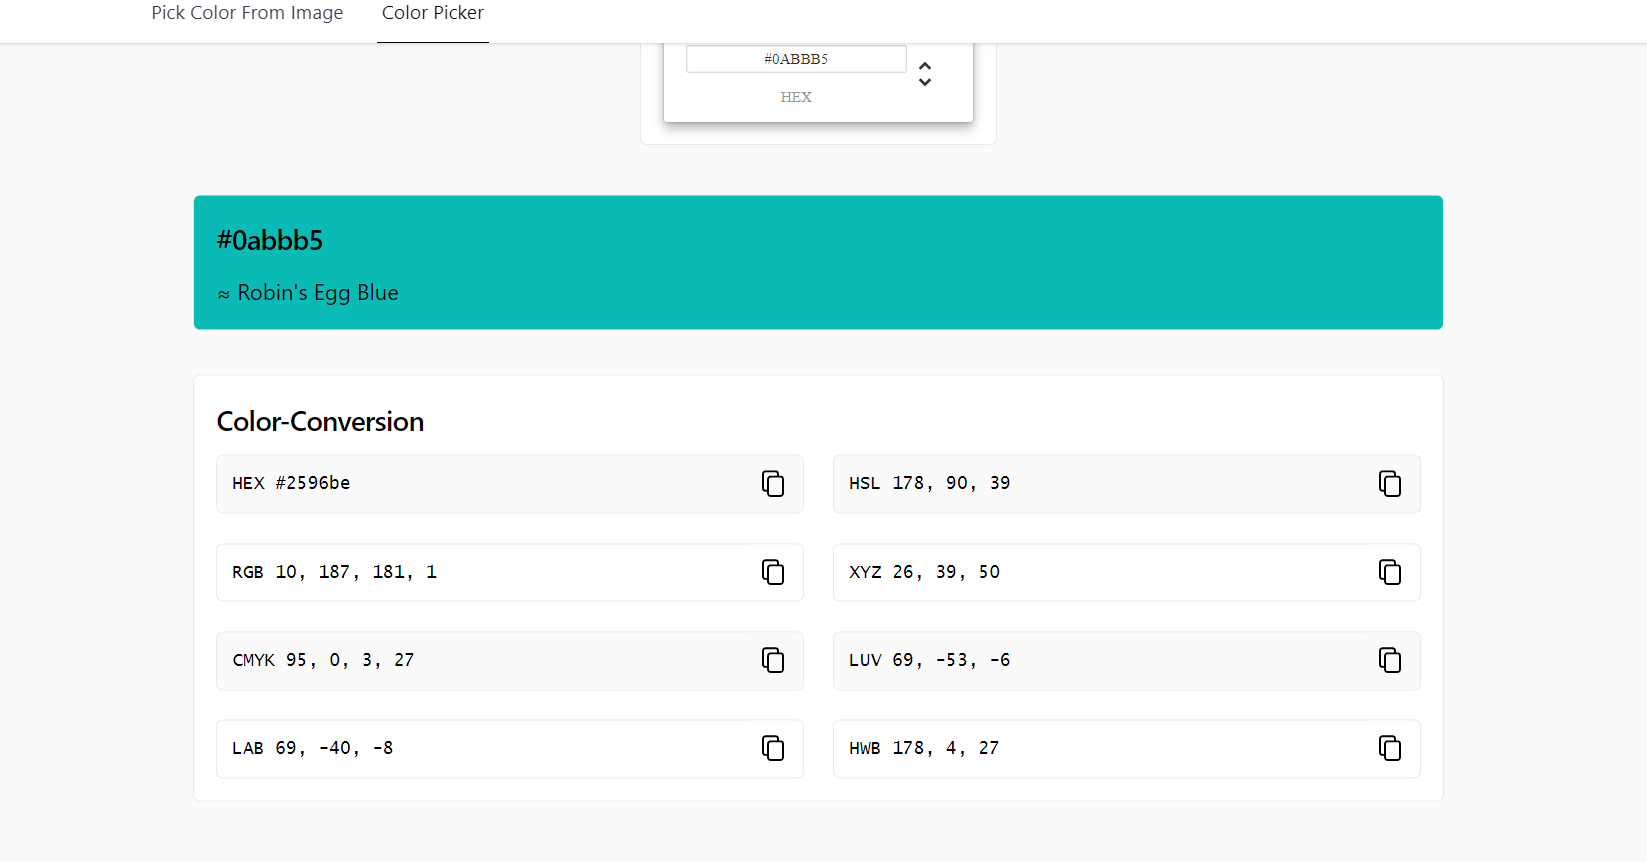 Pick Color From Image Color Picker
#0ABBB5
HEX
#0abbb5
≈ Robin's Egg Blue
Color-Conversion
HEX #2596be
HSL 178, 90, 39
RGB 10, 187, 181, 1
XYZ 26, 39, 50
CMYK 95, 0, 3, 27
LUV 69, -53, -6
LAB 69, -40, -8
HWB 178, 4, 27